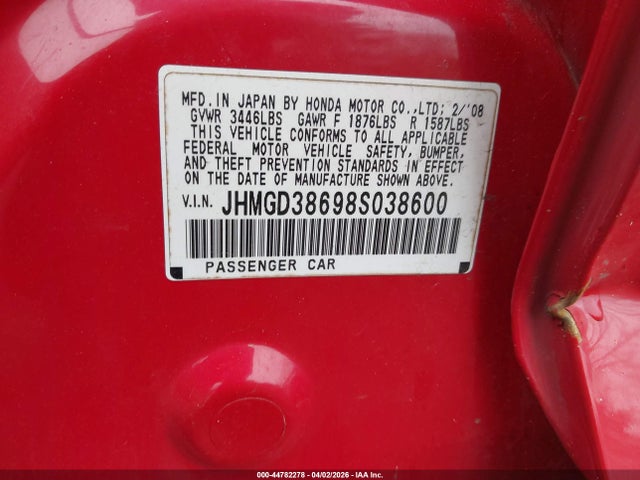 MFD. IN JAPAN BY HONDA MOTOR CO., LTD; 2/'08
GVWR 3446LBS GAWR F 1876LBS R 1587LBS
THIS VEHICLE CONFORMS TO ALL APPLICABLE
FEDERAL MOTOR VEHICLE SAFETY, BUMPER,
AND THEFT PREVENTION STANDARDS IN EFFECT
ON THE DATE OF MANUFACTURE SHOWN ABOVE.
V.I.N. JHMGD38698S038600
PASSENGER CAR
000-44782278 - 04/02/2026 - IAA Inc.